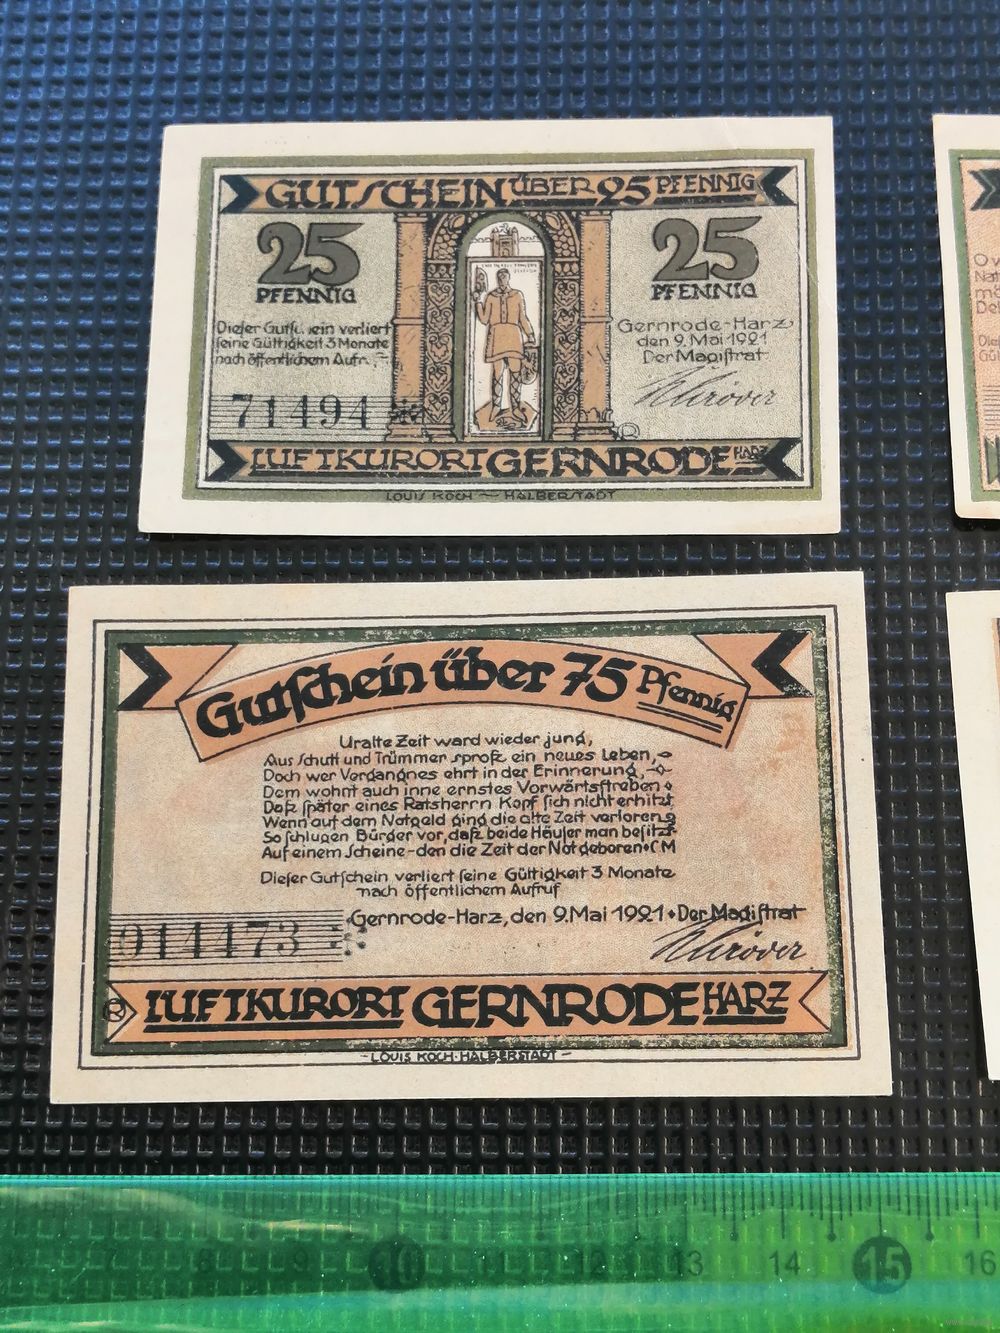 GUTSCHEIN ÜBER 25 PFENNIG
25
PFENNIG
25
PFENNIG
Dieser Gutsc ein verliert
seine Gültigkeit 3 Monate
nach öffentlichem Aufr.
71494
Gernrode-Harz
den 9. Mai 1921
Der Magistrat
LUFTKURORT GERNRODE HARZ
LOUIS KOCH — HALBERSTADT
Gutschein über 75 Pfennig
Uralte Zeit ward wieder jung,
Aus Schutt und Trümmer sproß ein neues Leben,
Doch wer Vergangnes ehrt in der Erinnerung,
Dem wohnt auch inne ernstes Vorwärtsstreben
Daß später eines Ratsherrn Kopf sich nicht erhitzt
Wenn auf dem Notgeld ging die alte Zeit verloren
So schlugen Bürger vor, daß beide Häuser man besitzt
Auf einem Scheine-den die Zeit der Not geboren • C M
Dieser Gutschein verliert seine Gültigkeit 3 Monate
nach öffentlichem Aufruf
Gernrode-Harz, den 9. Mai 1921 • Der Magistrat
914473
R LUFTKURORT GERNRODE HARZ
- LOUIS KOCH · HALBERSTADT -
O
Nat
Die
Gü
7 8 9 10 11 12 13 14 15 16